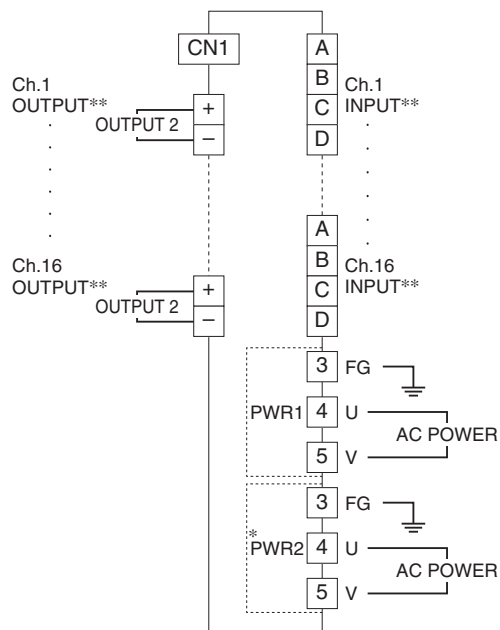 CN1
A
B
C
D
Ch.1
OUTPUT**
OUTPUT 2
+
−
Ch.1
INPUT**
A
B
C
D
Ch.16
OUTPUT**
OUTPUT 2
+
−
Ch.16
INPUT**
PWR1
3 FG
4 U
5 V
AC POWER
*PWR2
3 FG
4 U
5 V
AC POWER